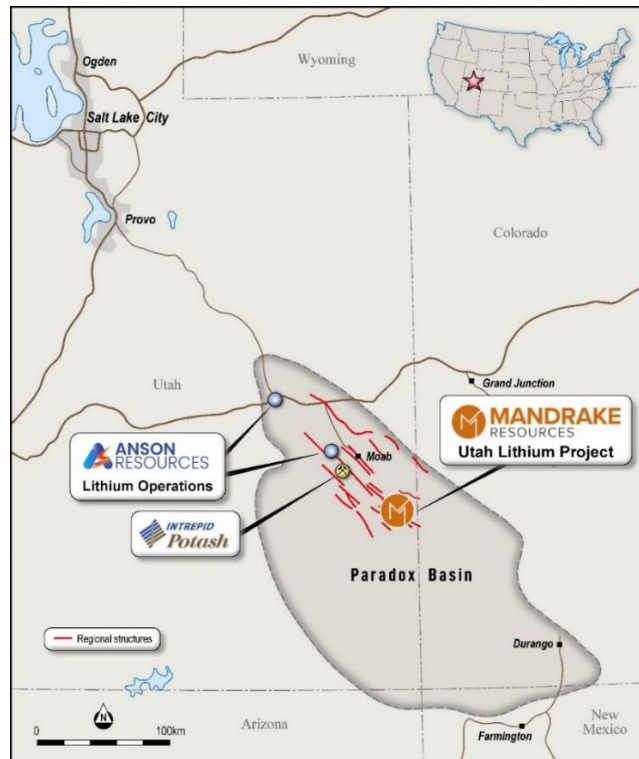 Ogden
Wyoming
Salt Lake City
Provo
Colorado
Utah
Grand Junction
MANDRAKE
RESOURCES
Utah Lithium Project
ANSON
RESOURCES
Lithium Operations
Moab
INTREPID
Potash
M
Paradox Basin
Regional structures
Durango
N
0
100km
Arizona
New
Mexico
Farmington